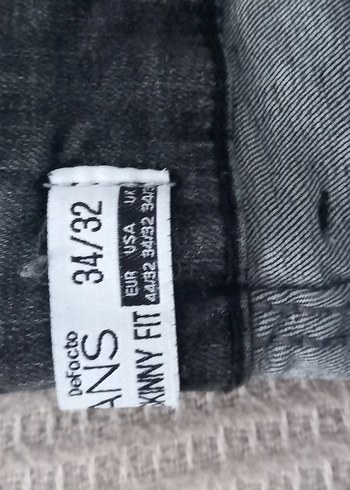 DeFacto
ANS 34/32
EUR USA UK
44/32 34/32 34/3
KINNY FIT